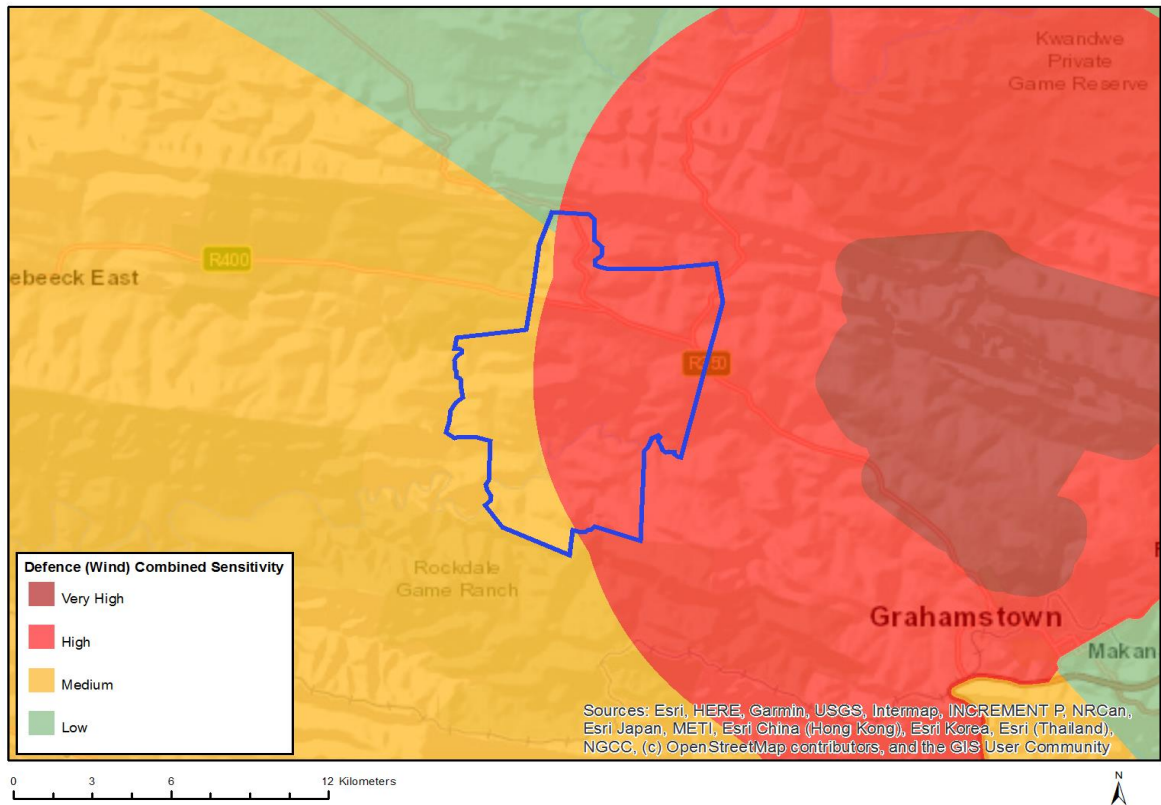 Kwandwe
Private
Game Reserve
R400
ebeeck East
R350
Rockdale
Game Ranch
Grahamstown
Makan
F
Defence (Wind) Combined Sensitivity
Very High
High
Medium
Low
Sources: Esri, HERE, Garmin, USGS, Intermap, INCREMENT P, NRCan,
Esri Japan, METI, Esri China (Hong Kong), Esri Korea, Esri (Thailand),
NGCC, (c) OpenStreetMap contributors, and the GIS User Community
0 3 6 12 Kilometers
N